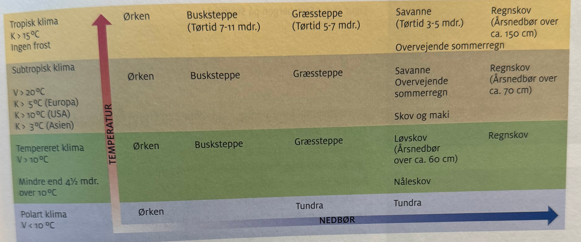 Tropisk klima
K > 15°C
Ingen frost
Ørken
Busksteppe
(Tørtid 7-11 mdr.)
Græssteppe
(Tørtid 5-7 mdr.)
Savanne
(Tørtid 3-5 mdr.)
Regnskov
(Årsnedbør over
ca. 150 cm)
Overvejende sommerregn
Subtropisk klima
V > 20°C
K > 5°C (Europa)
K > 10°C (USA)
K > 3°C (Asien)
Ørken
Busksteppe
Græssteppe
Savanne
Overvejende
sommerregn
Skov og maki
Regnskov
(Årsnedbør over
ca. 70 cm)
Tempereret klima
V > 10°C
Mindre end 4½ mdr.
over 10°C
Ørken
Busksteppe
Græssteppe
Løvskov
(Årsnedbør
over ca. 60 cm)
Nåleskov
Regnskov
Polart klima
V < 10°C
Ørken
Tundra
Tundra
TEMPERATUR
NEDBØR